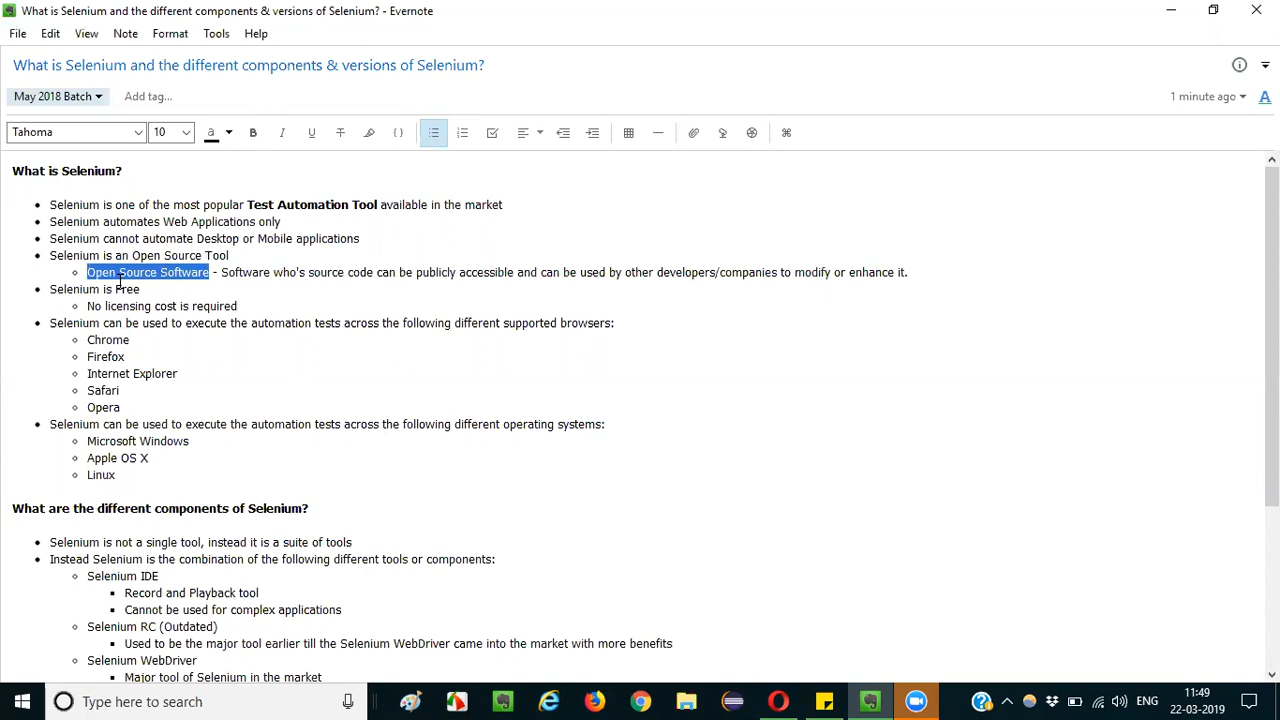 What is Selenium and the different components & versions of Selenium? - Evernote
File Edit View Note Format Tools Help
What is Selenium and the different components & versions of Selenium?
May 2018 Batch Add tag... 1 minute ago
Tahoma 10 a B I U T { } A
What is Selenium?
• Selenium is one of the most popular Test Automation Tool available in the market
• Selenium automates Web Applications only
• Selenium cannot automate Desktop or Mobile applications
• Selenium is an Open Source Tool
Open Source Software - Software who's source code can be publicly accessible and can be used by other developers/companies to modify or enhance it.
• Selenium is Free
No licensing cost is required
• Selenium can be used to execute the automation tests across the following different supported browsers:
Chrome
Firefox
Internet Explorer
Safari
Opera
• Selenium can be used to execute the automation tests across the following different operating systems:
Microsoft Windows
Apple OS X
Linux
What are the different components of Selenium?
• Selenium is not a single tool, instead it is a suite of tools
• Instead Selenium is the combination of the following different tools or components:
Selenium IDE
Record and Playback tool
Cannot be used for complex applications
Selenium RC (Outdated)
Used to be the major tool earlier till the Selenium WebDriver came into the market with more benefits
Selenium WebDriver
Major tool of Selenium in the market
Type here to search
ENG
11:49
22-03-2019